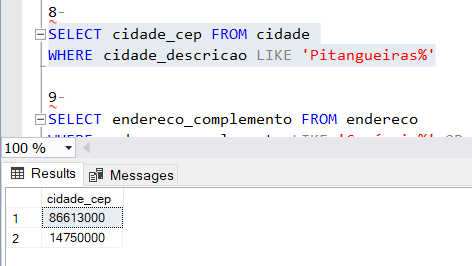 8-
SELECT cidade_cep FROM cidade
WHERE cidade_descricao LIKE 'Pitangueiras%'
9-
SELECT endereco_complemento FROM endereco
100 %
Results Messages
cidade_cep
1 86613000
2 14750000